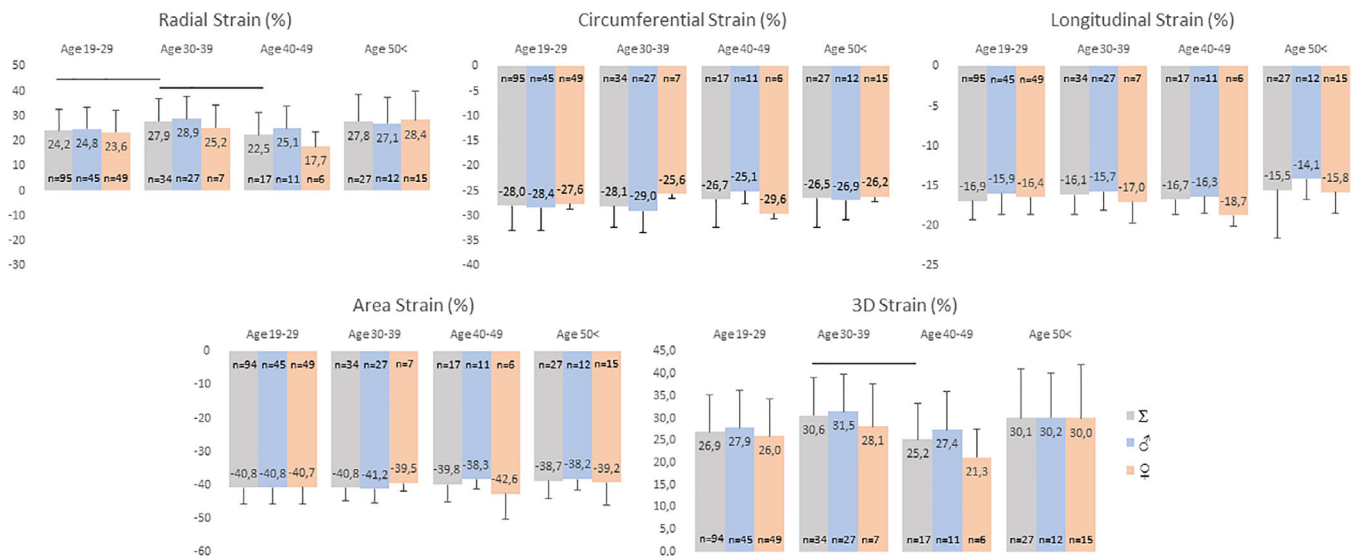 Radial Strain (%)
Age 19-29 Age 30-39 Age 40-49 Age 50<
50
40
30
20
10
0
-10
-20
-30
24,2 24,8 23,6 27,9 28,9 25,2 22,5 25,1 17,7 27,8 27,1 28,4
n=95 n=45 n=49 n=34 n=27 n=7 n=17 n=11 n=6 n=27 n=12 n=15
Circumferential Strain (%)
Age 19-29 Age 30-39 Age 40-49 Age 50<
0
-5
-10
-15
-20
-25
-30
-35
-40
n=95 n=45 n=49 n=34 n=27 n=7 n=17 n=11 n=6 n=27 n=12 n=15
-28,0 -28,4 -27,6 -28,1 -29,0 -25,6 -26,7 -25,1 -29,6 -26,5 -26,9 -26,2
Longitudinal Strain (%)
Age 19-29 Age 30-39 Age 40-49 Age 50<
0
-5
-10
-15
-20
-25
n=95 n=45 n=49 n=34 n=27 n=7 n=17 n=11 n=6 n=27 n=12 n=15
-16,9 -15,9 -16,4 -16,1 -15,7 -17,0 -16,7 -16,3 -18,7 -15,5 -14,1 -15,8
Area Strain (%)
Age 19-29 Age 30-39 Age 40-49 Age 50<
0
-10
-20
-30
-40
-50
-60
n=94 n=45 n=49 n=34 n=27 n=7 n=17 n=11 n=6 n=27 n=12 n=15
-40,8 -40,8 -40,7 -40,8 -41,2 -39,5 -39,8 -38,3 -42,6 -38,7 -38,2 -39,2
3D Strain (%)
Age 19-29 Age 30-39 Age 40-49 Age 50<
45,0
40,0
35,0
30,0
25,0
20,0
15,0
10,0
5,0
0,0
26,9 27,9 26,0 30,6 31,5 28,1 25,2 27,4 21,3 30,1 30,2 30,0
n=94 n=45 n=49 n=34 n=27 n=7 n=17 n=11 n=6 n=27 n=12 n=15
Σ
♂
♀